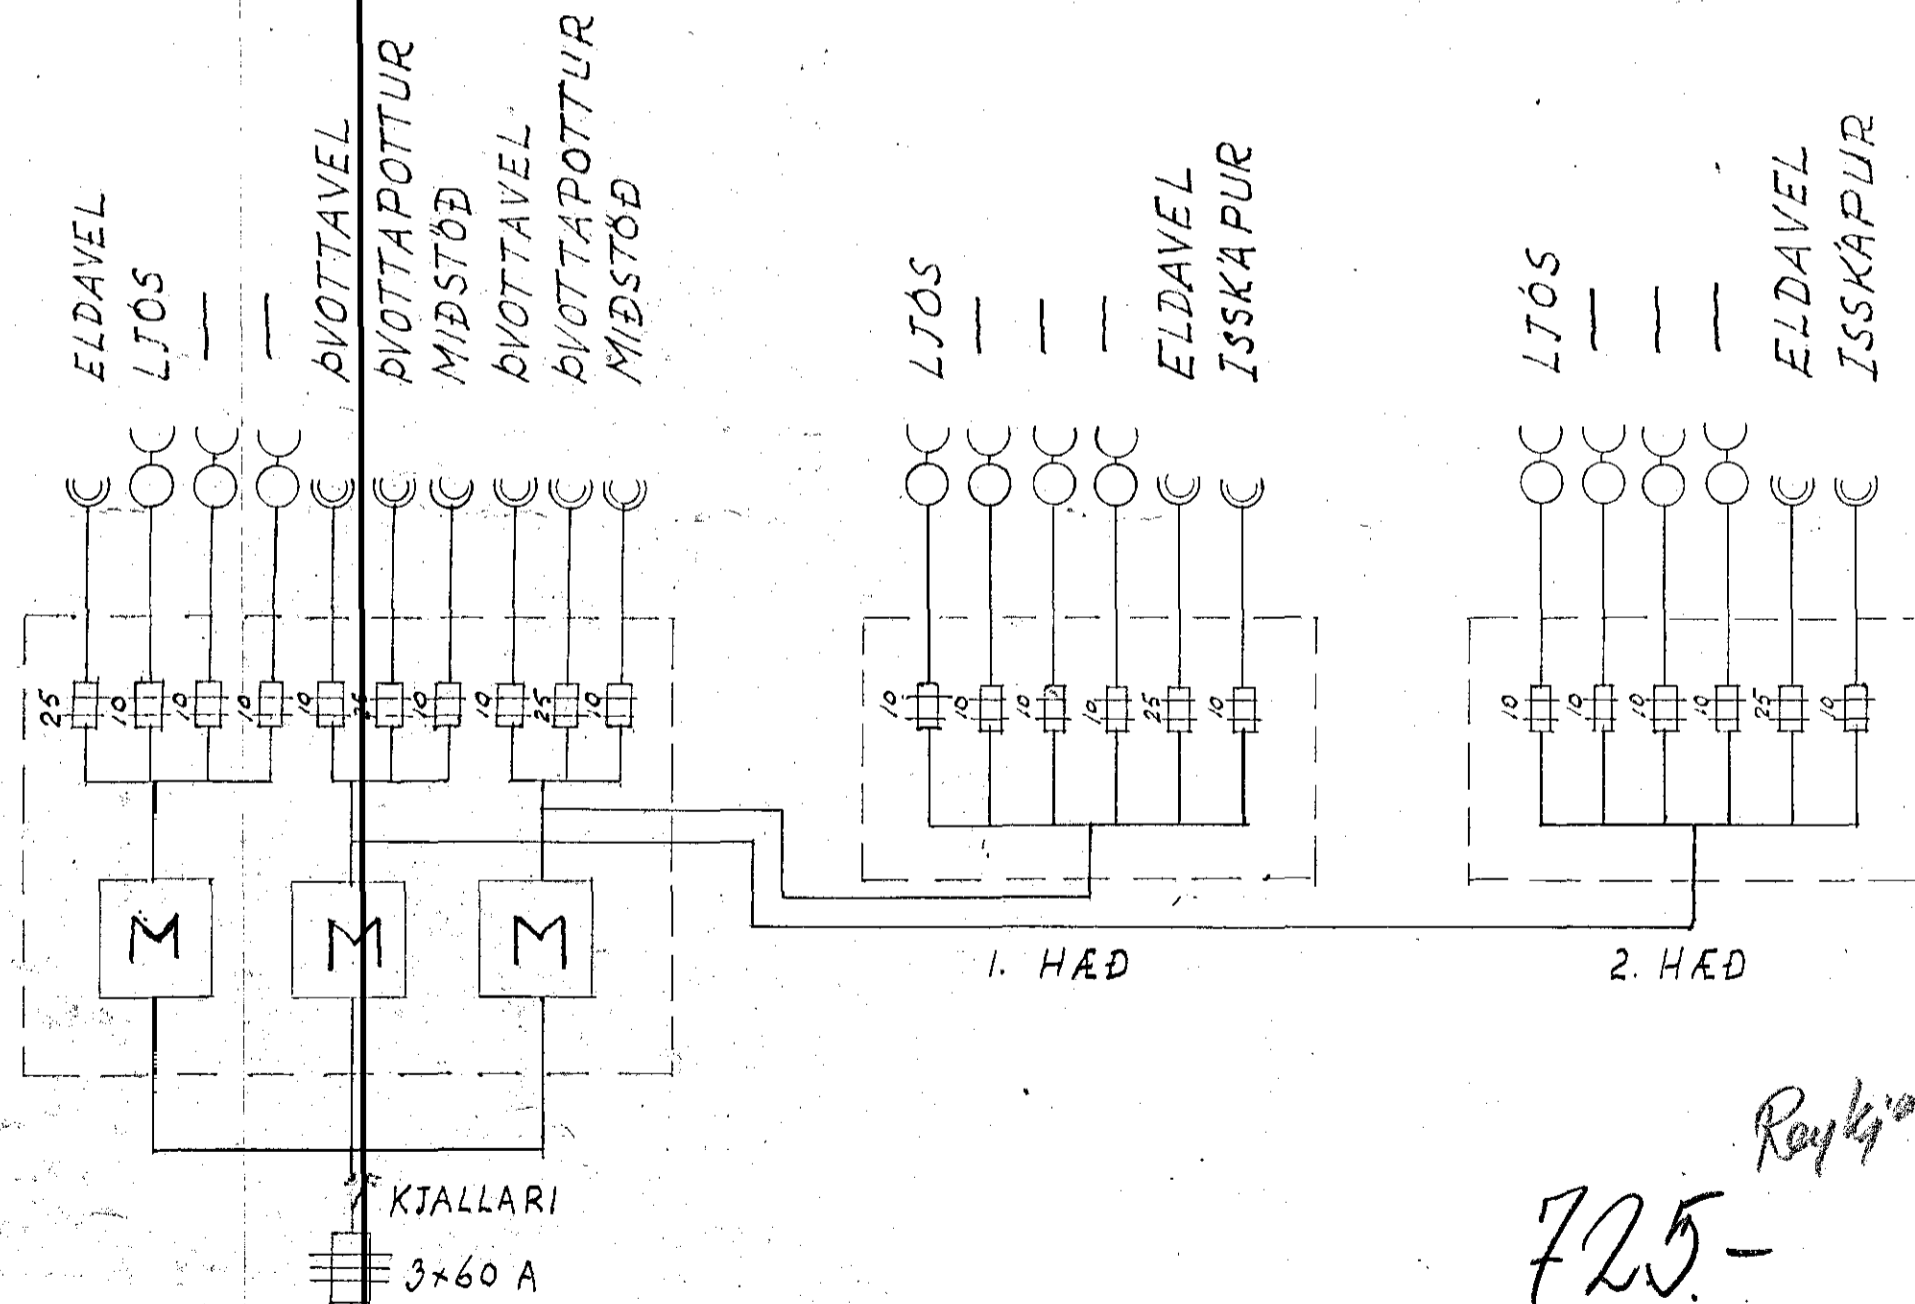 ELDAVEL
LJÓS
—
—
ÞVOTTAVEL
ÞVOTTAPOTTUR
MIÐSTÖÐ
ÞVOTTAVEL
ÞVOTTAPOTTUR
MIÐSTÖÐ
LJÓS
—
—
—
ELDAVEL
ISSKÁPUR
LJÓS
—
—
—
ELDAVEL
ISSKÁPUR
25 10 10 10 10 25 10 10 25 10
10 10 10 10 25 10
10 10 10 10 25 10
M M M
1. HÆÐ
2. HÆÐ
KJALLARI
3×60 A
725.-